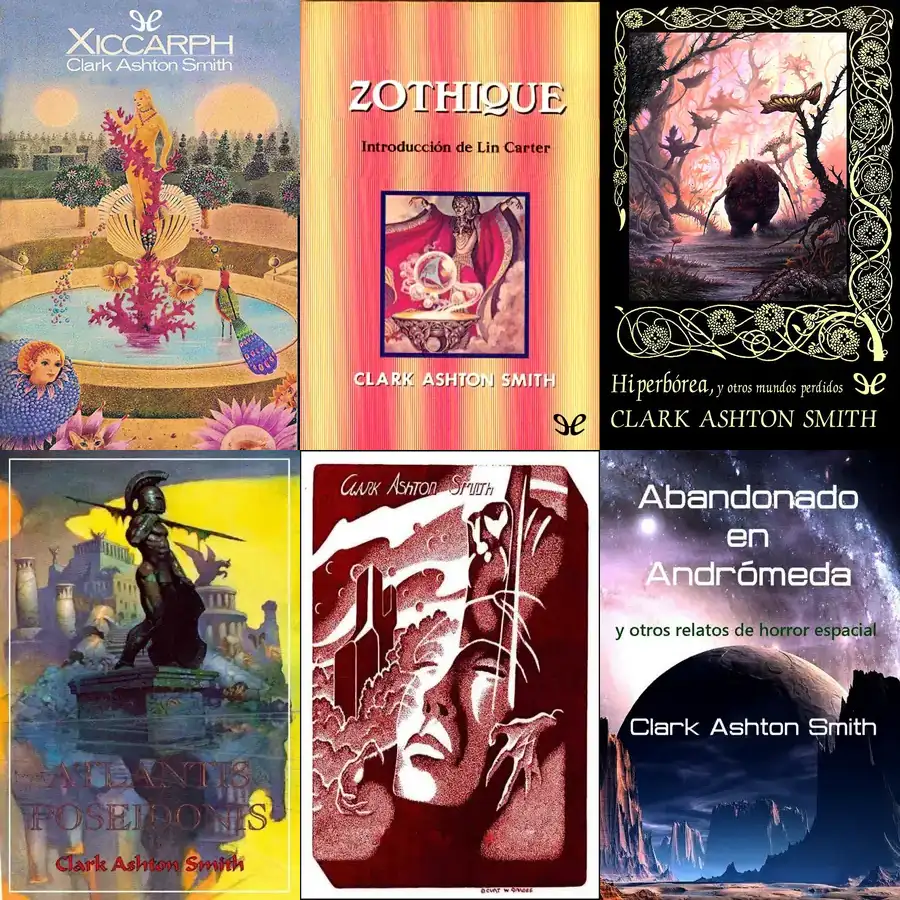 XICCARPH
Clark Ashton Smith
ZOTHIQUE
Introducción de Lin Carter
CLARK ASHTON SMITH
Hiperbórea, y otros mundos perdidos
CLARK ASHTON SMITH
ATLANTIS
POSEIDONIS
Clark Ashton Smith
CLARK ASHTON SMITH
Abandonado
en
Andrómeda
y otros relatos de horror espacial
Clark Ashton Smith